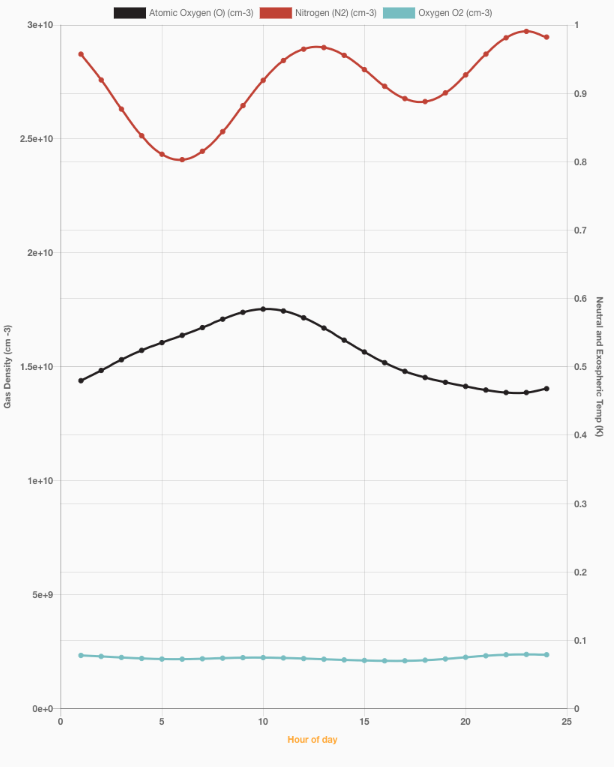 Atomic Oxygen (O) (cm-3) Nitrogen (N2) (cm-3) Oxygen O2 (cm-3)
3e+10
2.5e+10
2e+10
1.5e+10
1e+10
5e+9
0e+0
Gas Density (cm -3)
1
0.9
0.8
0.7
0.6
0.5
0.4
0.3
0.2
0.1
0
Neutral and Exospheric Temp (K)
0 5 10 15 20 25
Hour of day